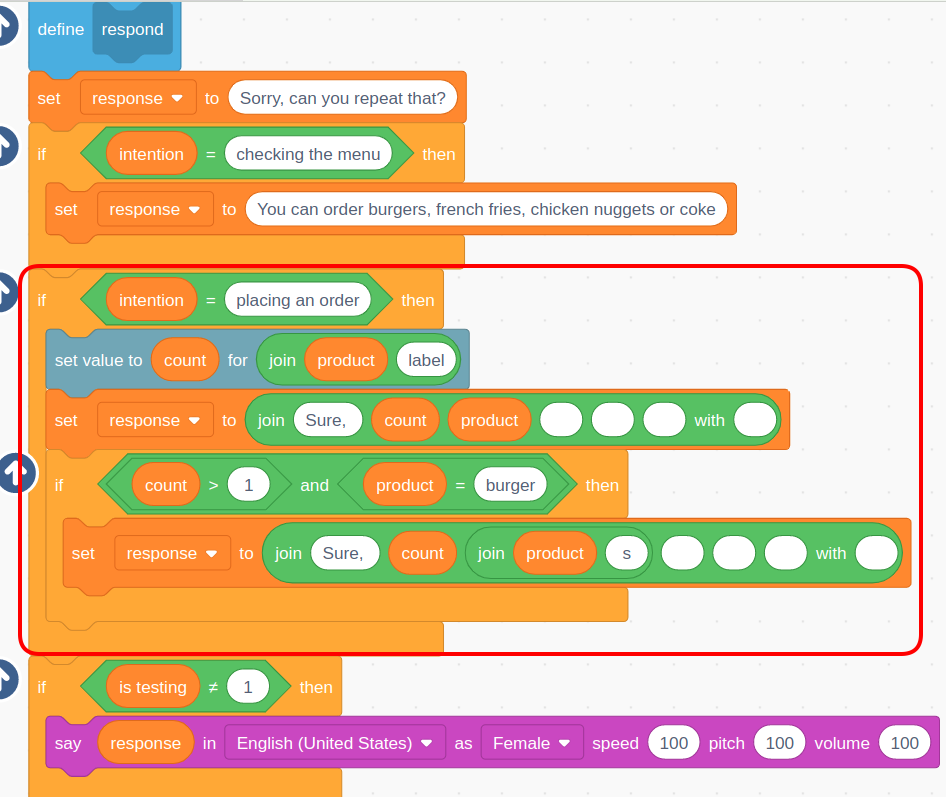 define respond
set response to Sorry, can you repeat that?
if intention = checking the menu then
set response to You can order burgers, french fries, chicken nuggets or coke
if intention = placing an order then
set value to count for join product label
set response to join Sure, count product with
if count > 1 and product = burger then
set response to join Sure, count join product s with
if is testing ≠ 1 then
say response in English (United States) as Female speed 100 pitch 100 volume 100